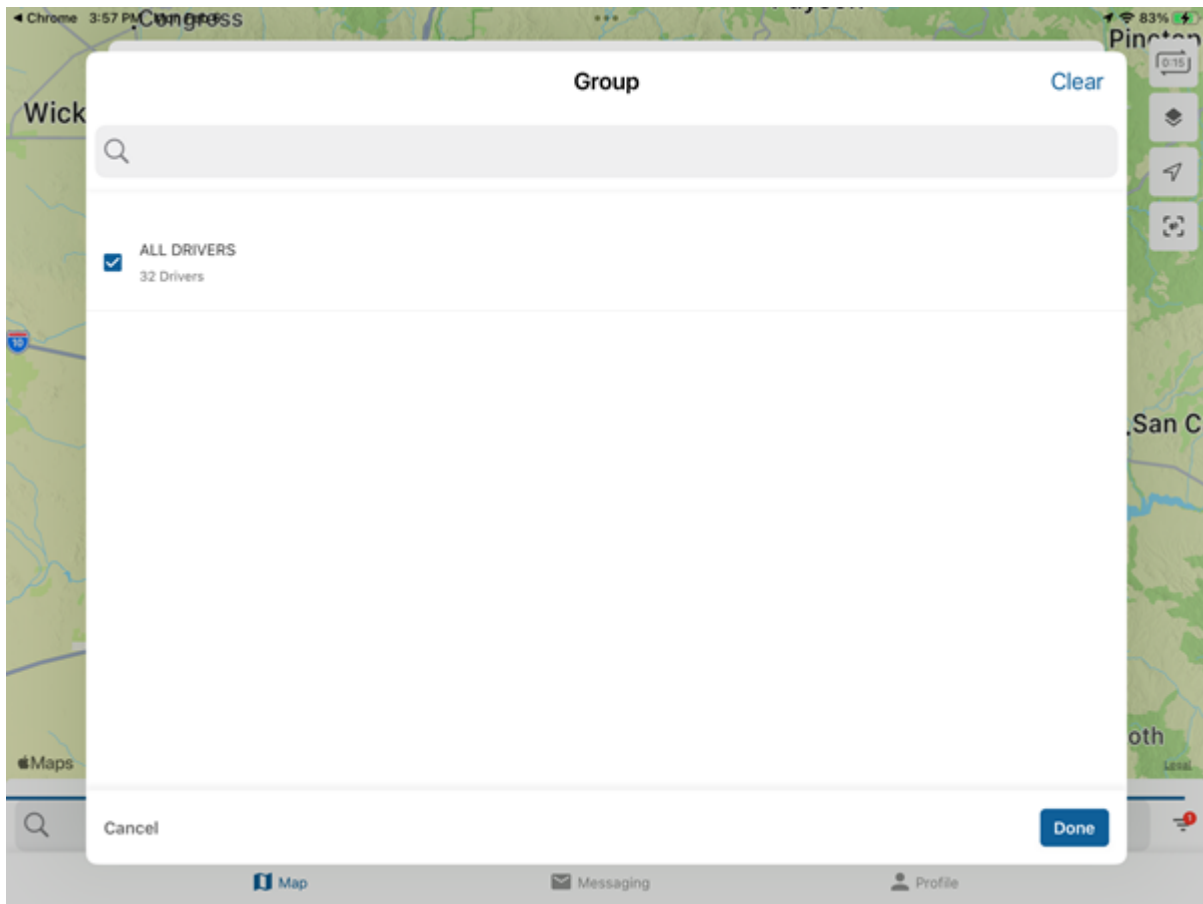 Chrome 3:57 PM
Congress
83%
Group
Clear
0:15
Wick
ALL DRIVERS
32 Drivers
10
San C
oth
Maps
Legal
Cancel
Done
1
Map
Messaging
Profile